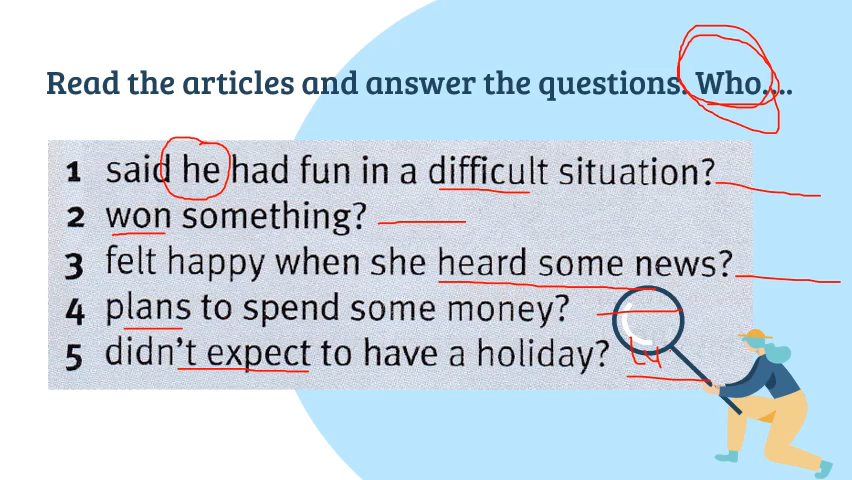 Read the articles and answer the questions. Who....
1 said he had fun in a difficult situation?
2 won something?
3 felt happy when she heard some news?
4 plans to spend some money?
5 didn't expect to have a holiday?